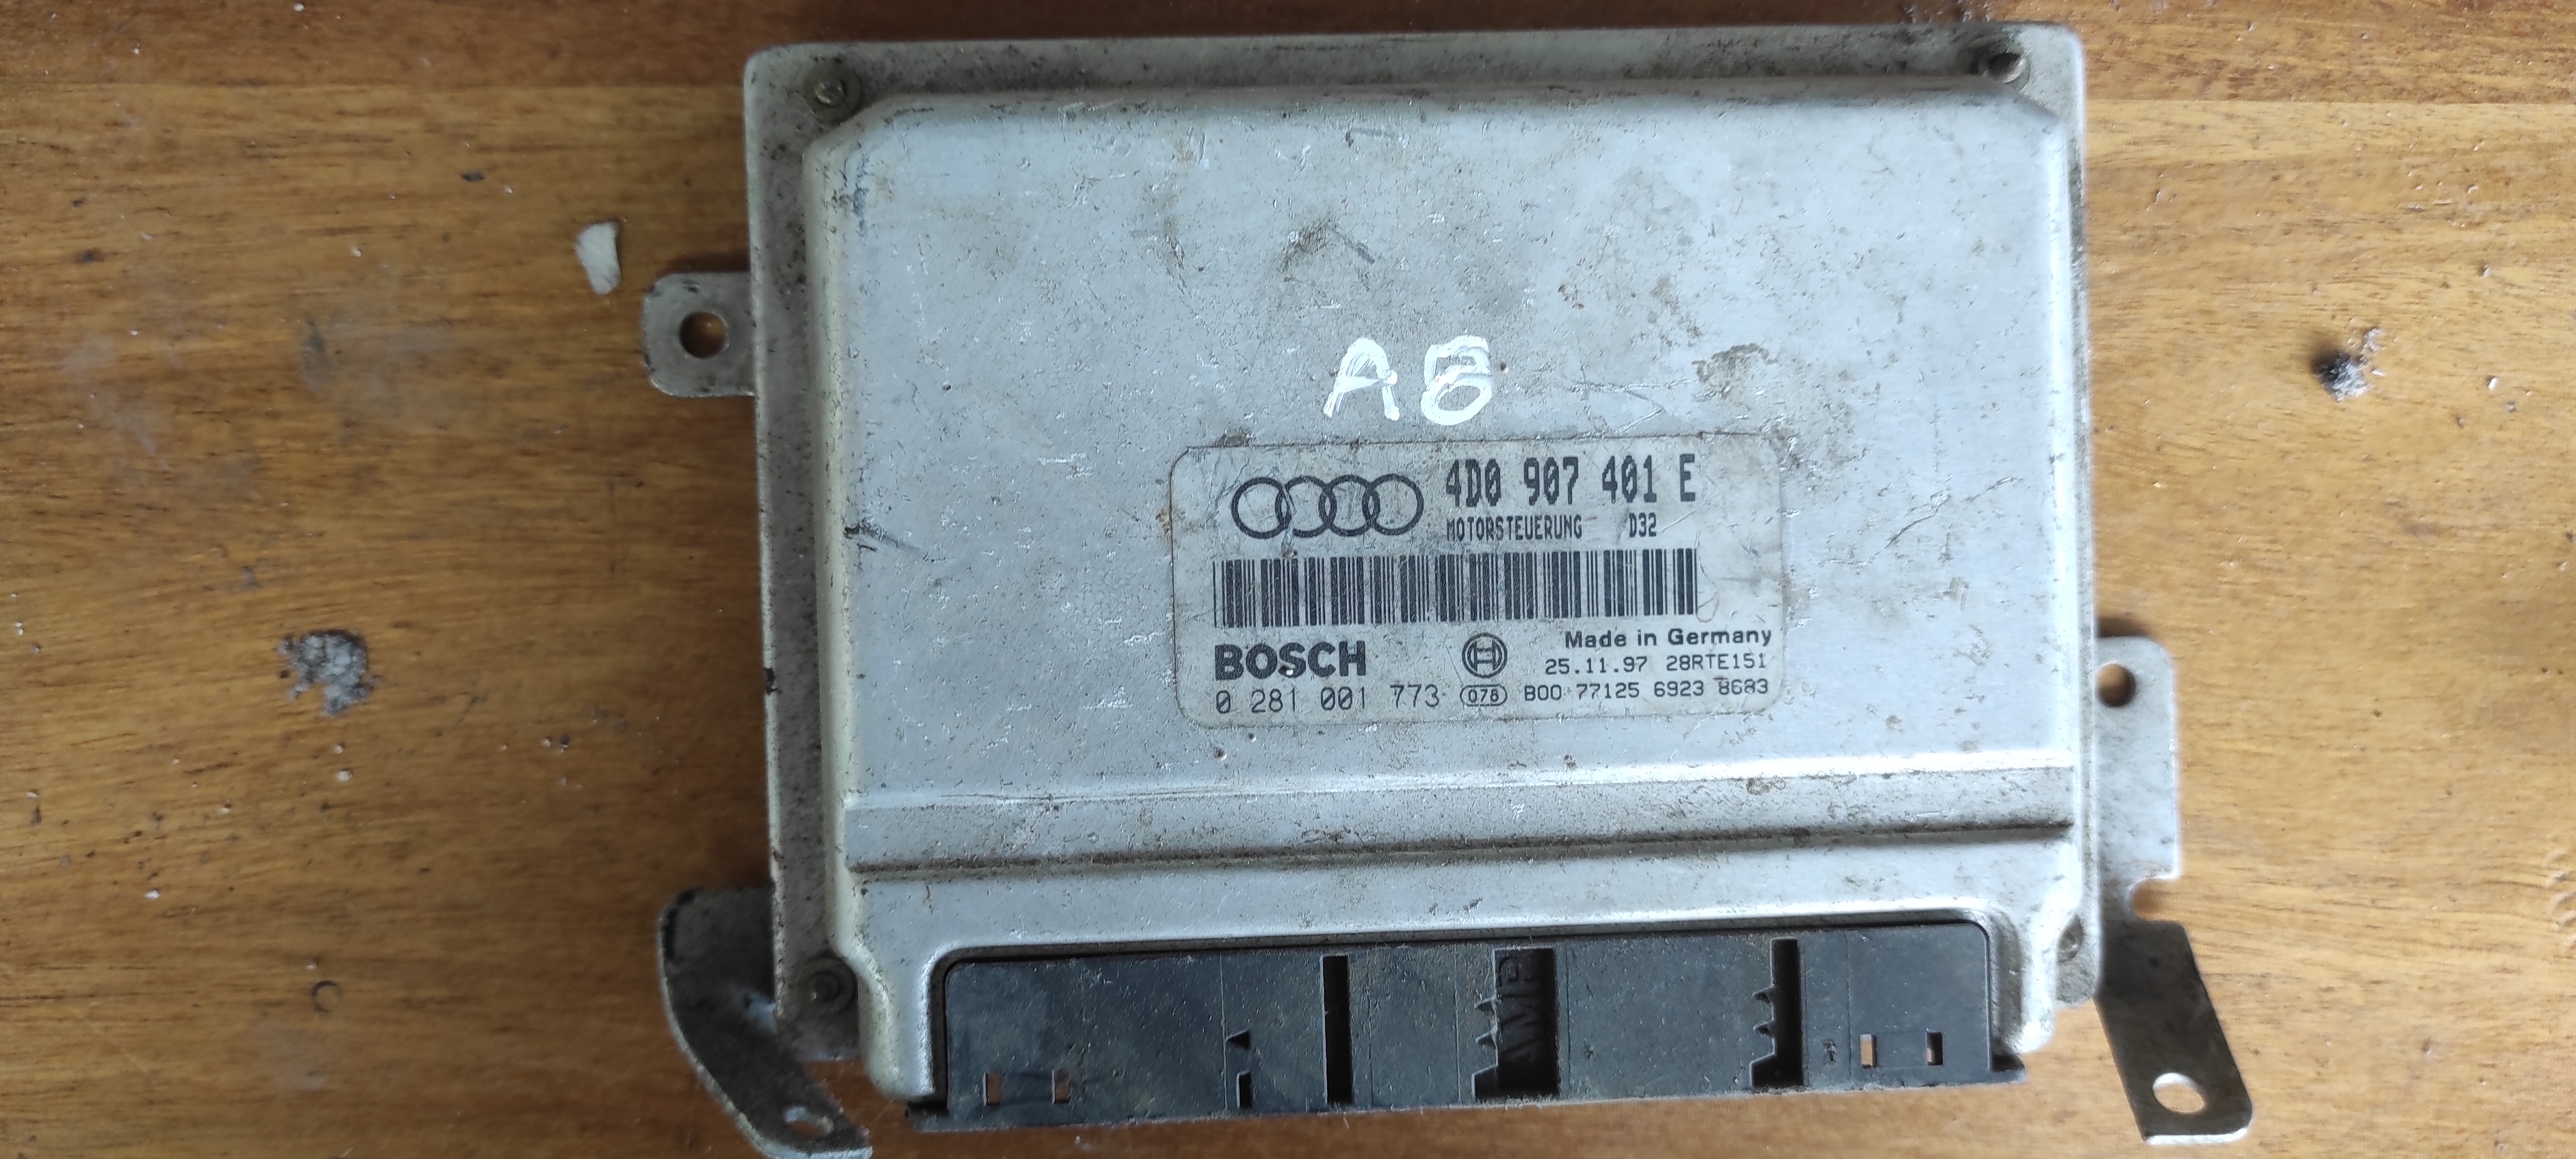 A6
4D0 907 401 E
MOTORSTEUERUNG D32
BOSCH
Made in Germany
25.11.97 28RTE151
0 281 001 773 078 B00 77125 6923 8683
AMP